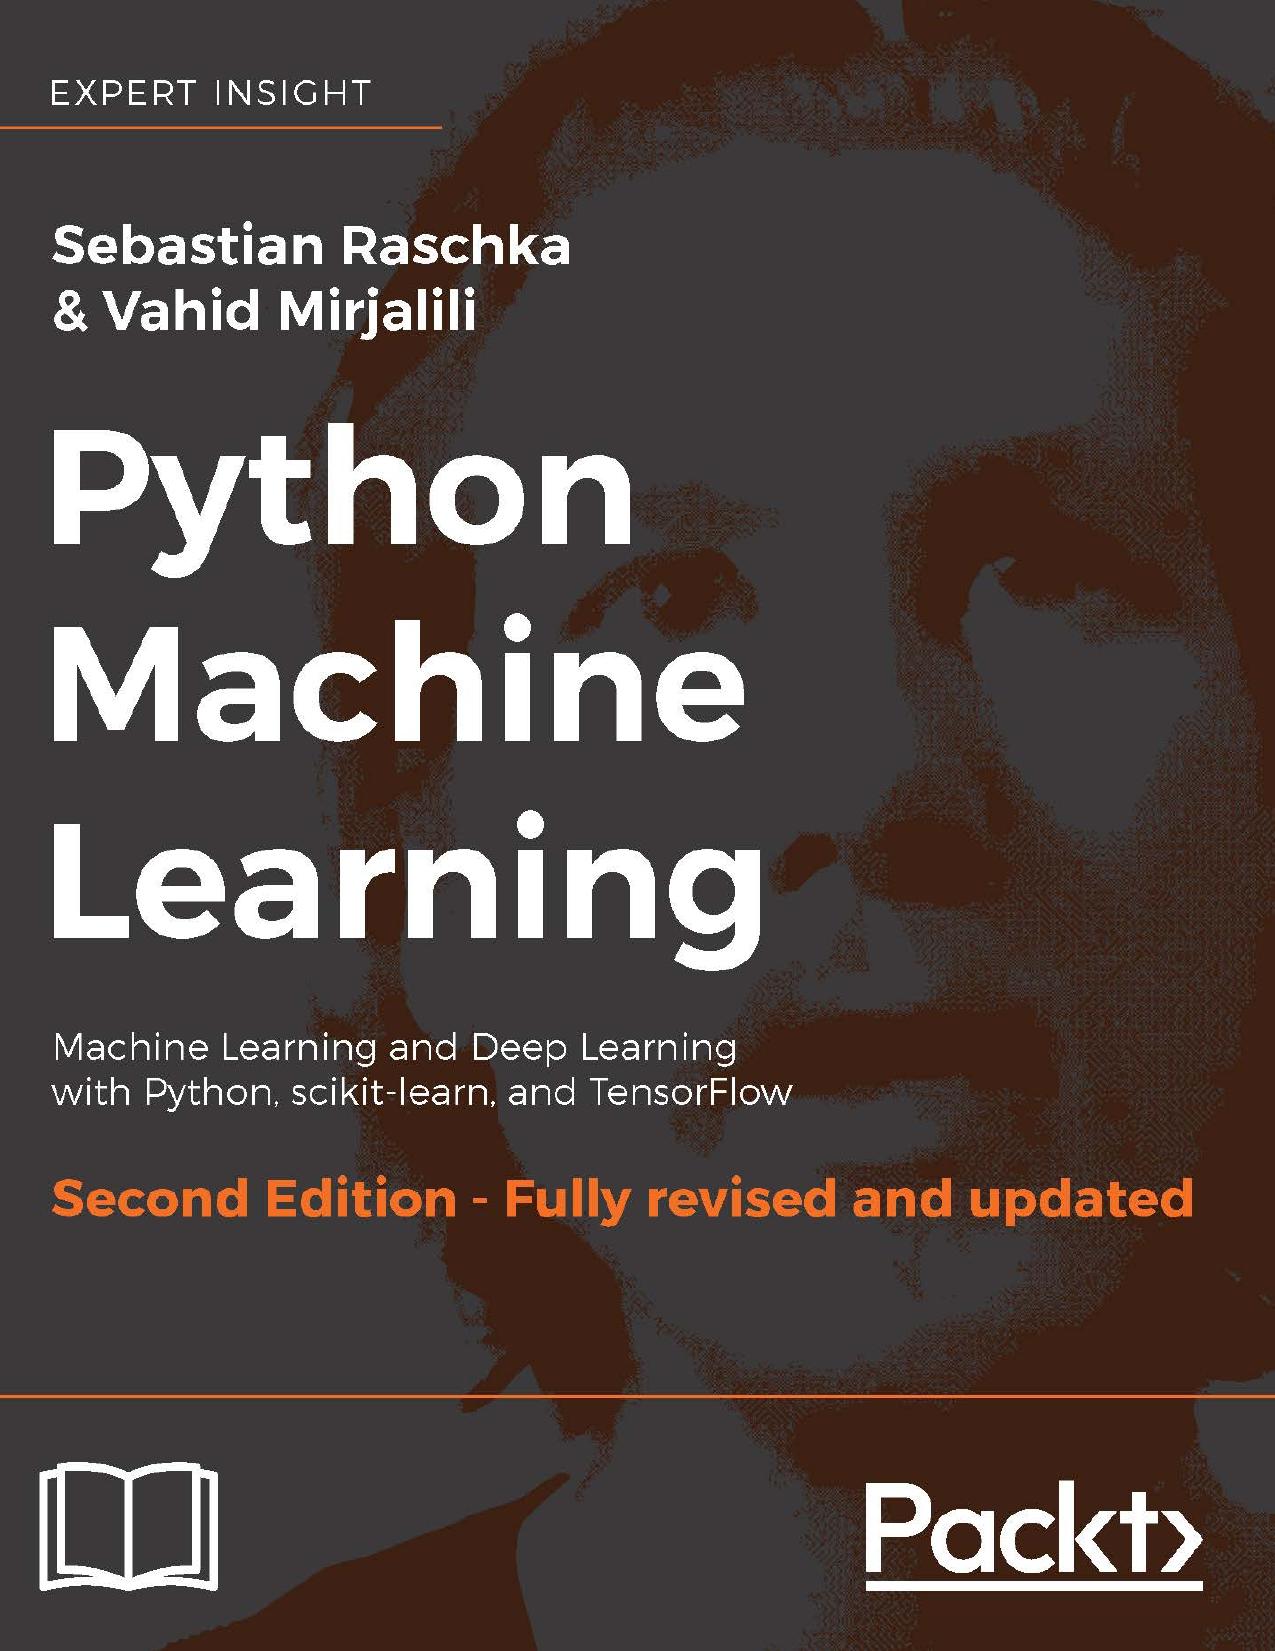 EXPERT INSIGHT
Sebastian Raschka
& Vahid Mirjalili
Python
Machine
Learning
Machine Learning and Deep Learning
with Python, scikit-learn, and TensorFlow
Second Edition - Fully revised and updated
Packt>